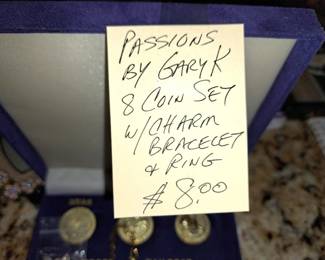 PASSIONS
BY GARY K
8 COIN SET
W/CHARM
BRACELET
& RING
$8.00